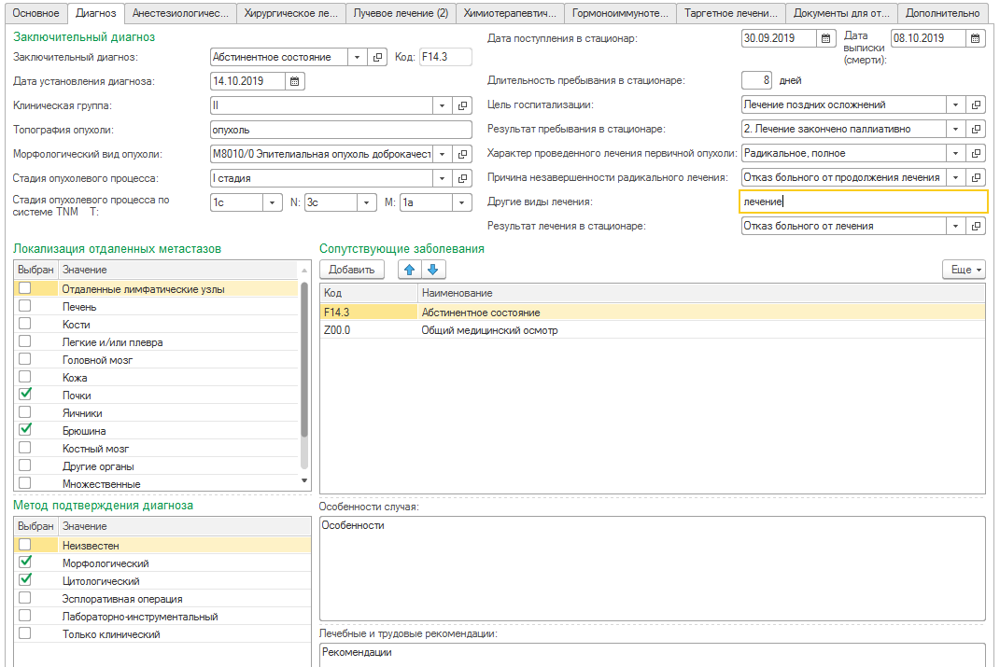 Основное Диагноз Анестезиологичес... Хирургическое ле... Лучевое лечение (2) Химиотерапевтич... Гормоноиммуноте... Таргетное лечени... Документы для от... Дополнительно
Заключительный диагноз
Заключительный диагноз: Абстинентное состояние Код: F14.3
Дата установления диагноза: 14.10.2019
Клиническая группа: II
Топография опухоли: опухоль
Морфологический вид опухоли: M8010/0 Эпителиальная опухоль доброкачест
Стадия опухолевого процесса: I стадия
Стадия опухолевого процесса по
системе TNM T: 1c N: 3c M: 1a
Дата поступления в стационар: 30.09.2019 Дата
выписки
(смерти): 08.10.2019
Длительность пребывания в стационаре: 8 дней
Цель госпитализации: Лечение поздних осложнений
Результат пребывания в стационаре: 2. Лечение закончено паллиативно
Характер проведенного лечения первичной опухоли: Радикальное, полное
Причина незавершенности радикального лечения: Отказ больного от продолжения лечения
Другие виды лечения: лечение
Результат лечения в стационаре: Отказ больного от лечения
Локализация отдаленных метастазов
Выбран Значение
Отдаленные лимфатические узлы
Печень
Кости
Легкие и/или плевра
Головной мозг
Кожа
Почки
Яичники
Брюшина
Костный мозг
Другие органы
Множественные
Сопутствующие заболевания
Добавить Еще
Код Наименование
F14.3 Абстинентное состояние
Z00.0 Общий медицинский осмотр
Метод подтверждения диагноза
Выбран Значение
Неизвестен
Морфологический
Цитологический
Эсплоративная операция
Лабораторно-инструментальный
Только клинический
Особенности случая:
Особенности
Лечебные и трудовые рекомендации:
Рекомендации